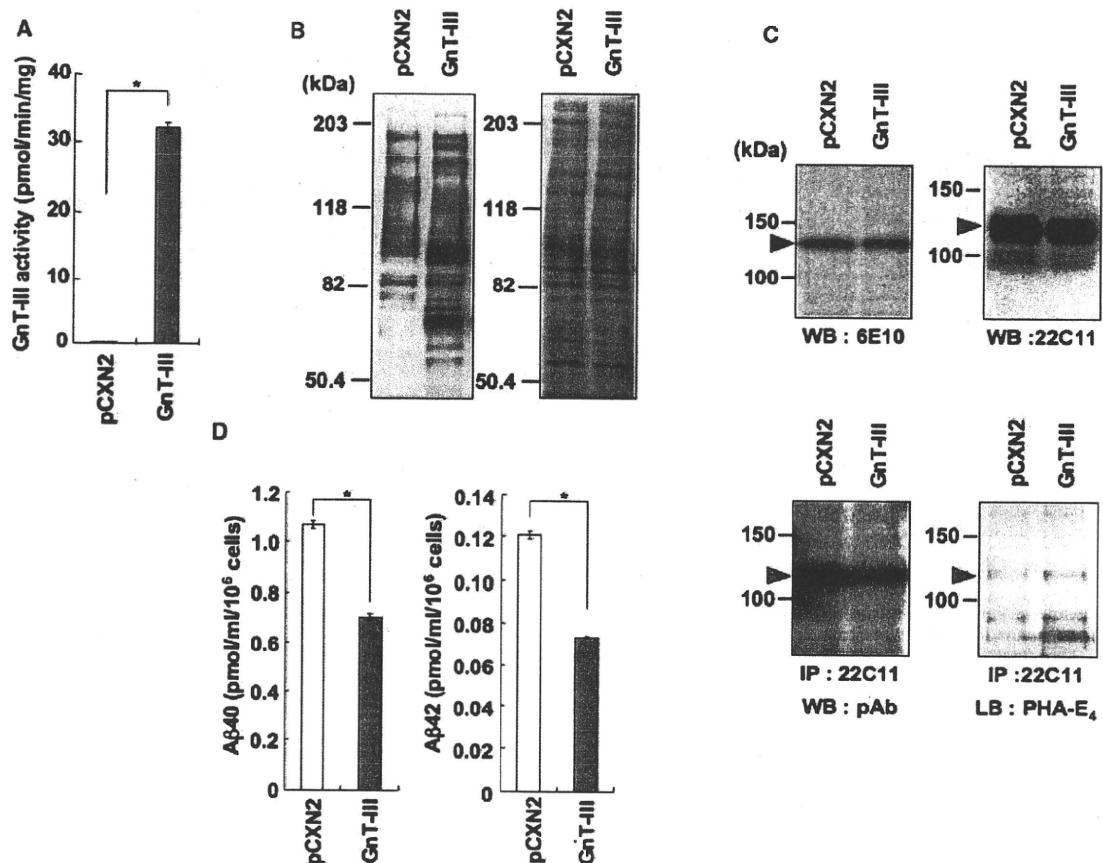 A
GnT-III activity (pmol/min/mg)
40
30
20
10
0
*
pCXN2
GnT-III
B
pCXN2
GnT-III
pCXN2
GnT-III
(kDa)
203
118
82
50.4
203
118
82
50.4
C
pCXN2
GnT-III
pCXN2
GnT-III
(kDa)
150
100
150
100
WB : 6E10
WB :22C11
pCXN2
GnT-III
pCXN2
GnT-III
150
100
150
100
IP : 22C11
IP :22C11
WB : pAb
LB : PHA-E₄
D
Aβ40 (pmol/ml/10⁶ cells)
1.2
1.0
0.8
0.6
0.4
0.2
0
*
pCXN2
GnT-III
Aβ42 (pmol/ml/10⁶ cells)
0.14
0.12
0.10
0.08
0.06
0.04
0.02
0
*
pCXN2
GnT-III